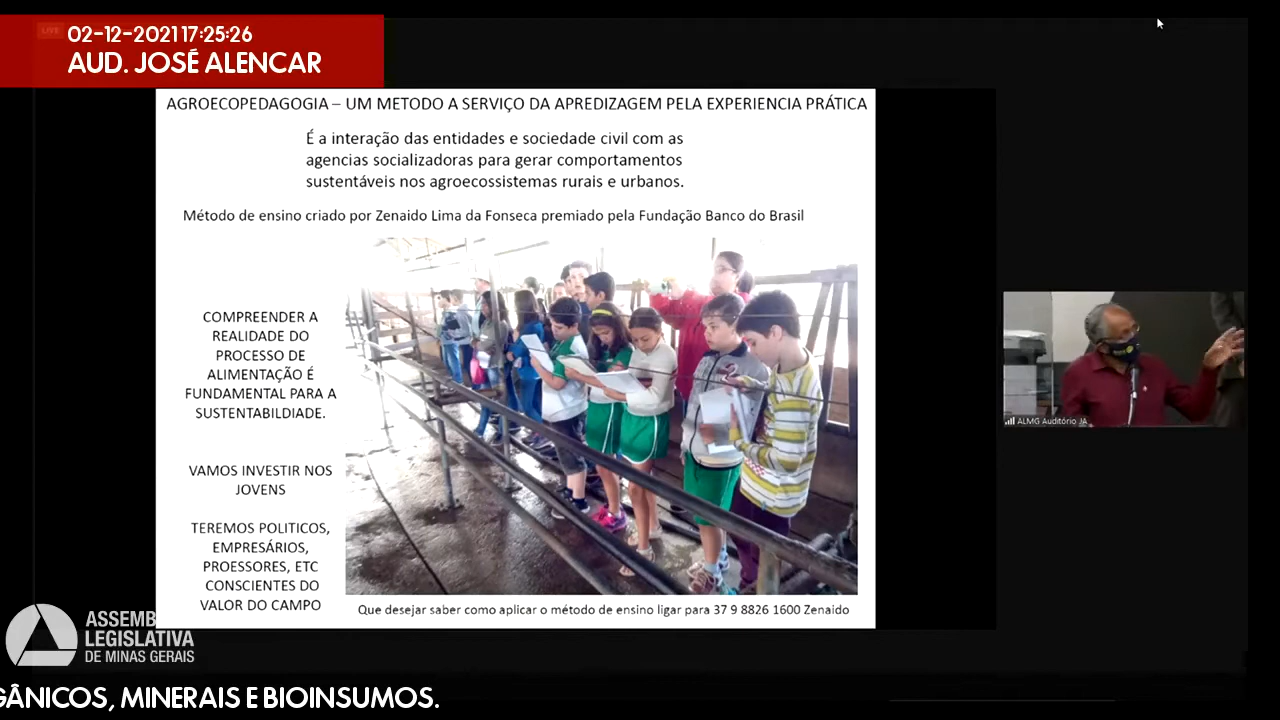 LIVE
02-12-2021 17:25:26
AUD. JOSÉ ALENCAR
AGROECOPEDAGOGIA – UM METODO A SERVIÇO DA APREDIZAGEM PELA EXPERIENCIA PRÁTICA
É a interação das entidades e sociedade civil com as
agencias socializadoras para gerar comportamentos
sustentáveis nos agroecossistemas rurais e urbanos.
Método de ensino criado por Zenaido Lima da Fonseca premiado pela Fundação Banco do Brasil
COMPREENDER A
REALIDADE DO
PROCESSO DE
ALIMENTAÇÃO É
FUNDAMENTAL PARA A
SUSTENTABILDIADE.
VAMOS INVESTIR NOS
JOVENS
TEREMOS POLITICOS,
EMPRESÁRIOS,
PROESSORES, ETC
CONSCIENTES DO
VALOR DO CAMPO
Que desejar saber como aplicar o método de ensino ligar para 37 9 8826 1600 Zenaido
ALMG Auditório JA
ASSEMB
LEGISLATIVA
DE MINAS GERAIS
GÂNICOS, MINERAIS E BIOINSUMOS.